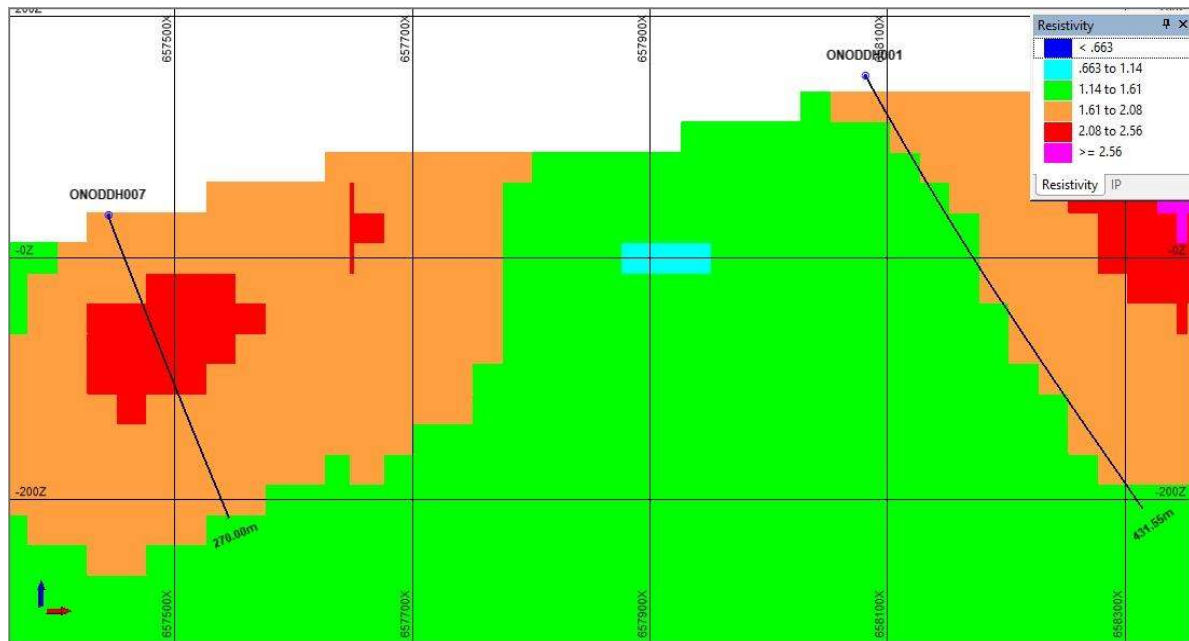 200Z
657500X
657700X
657900X
658100X
Resistivity
< .663
.663 to 1.14
1.14 to 1.61
1.61 to 2.08
2.08 to 2.56
>= 2.56
Resistivity
IP
ONODDH001
ONODDH007
-0Z
-200Z
-200Z
270.00m
431.55m
657500X
657700X
657900X
658100X
658300X